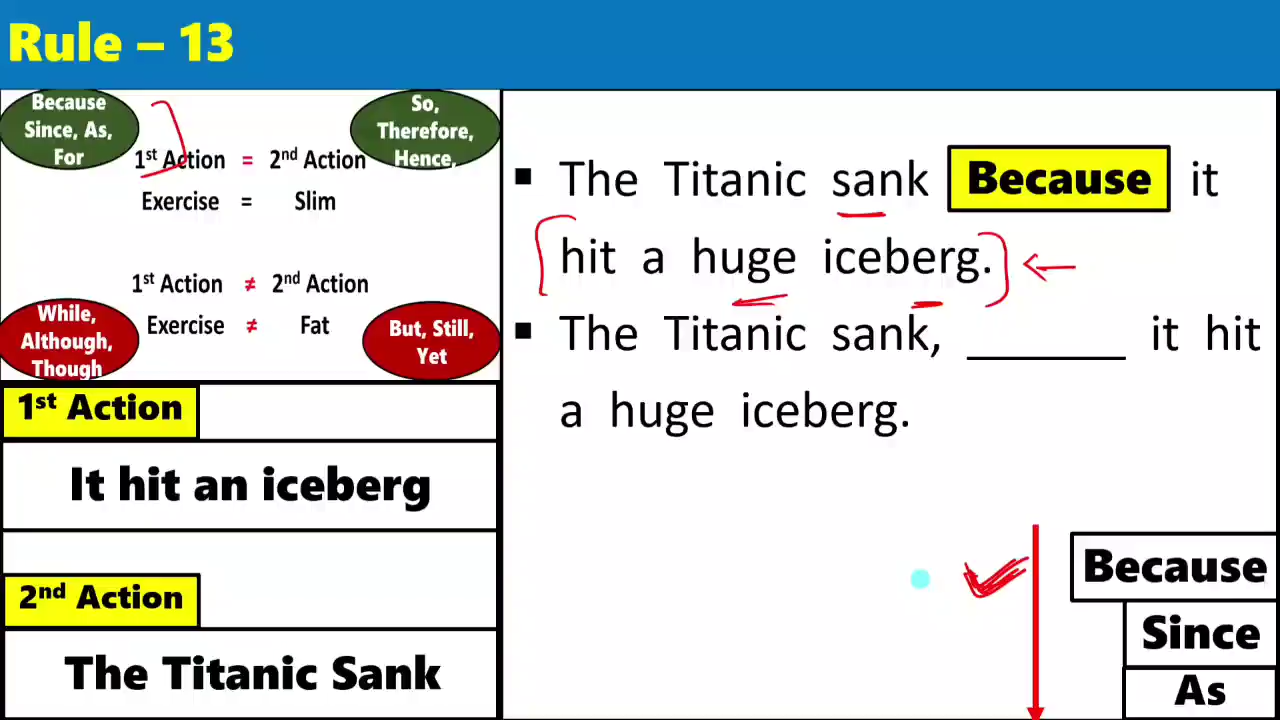 Rule – 13
Because
Since, As,
For
So,
Therefore,
Hence,
1st Action = 2nd Action
Exercise = Slim
1st Action ≠ 2nd Action
Exercise ≠ Fat
While,
Although,
Though
But, Still,
Yet
1st Action
It hit an iceberg
2nd Action
The Titanic Sank
▪ The Titanic sank Because it
hit a huge iceberg.
▪ The Titanic sank, _______ it hit
a huge iceberg.
Because
Since
As